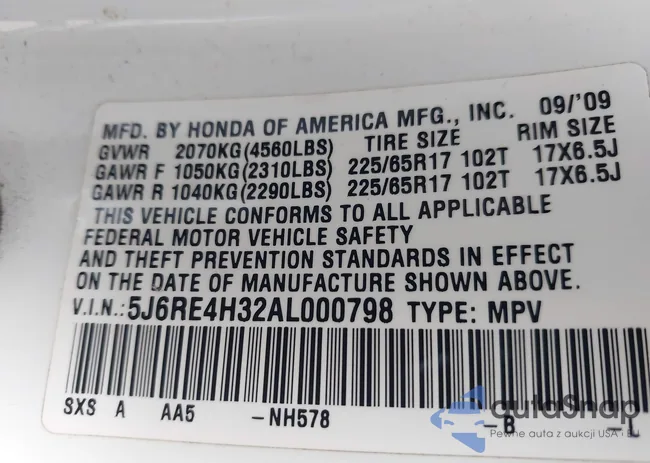 MFD. BY HONDA OF AMERICA MFG., INC. 09/'09
GVWR 2070KG(4560LBS) TIRE SIZE RIM SIZE
GAWR F 1050KG(2310LBS) 225/65R17 102T 17X6.5J
GAWR R 1040KG(2290LBS) 225/65R17 102T 17X6.5J
THIS VEHICLE CONFORMS TO ALL APPLICABLE
FEDERAL MOTOR VEHICLE SAFETY
AND THEFT PREVENTION STANDARDS IN EFFECT
ON THE DATE OF MANUFACTURE SHOWN ABOVE.
V.I.N.:5J6RE4H32AL000798 TYPE: MPV
SXS A AA5 -NH578 -B -L
autaSnap
Pewne auta z aukcji USA i EU